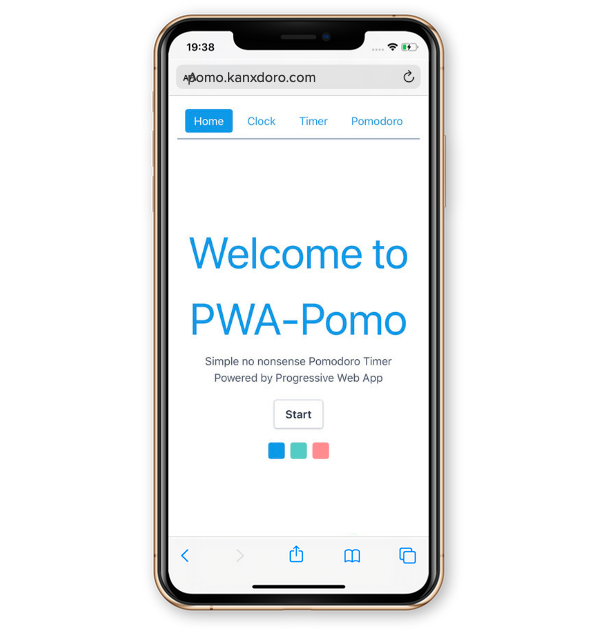 19:38
pomo.kanxdoro.com
Home Clock Timer Pomodoro
Welcome to
PWA-Pomo
Simple no nonsense Pomodoro Timer
Powered by Progressive Web App
Start